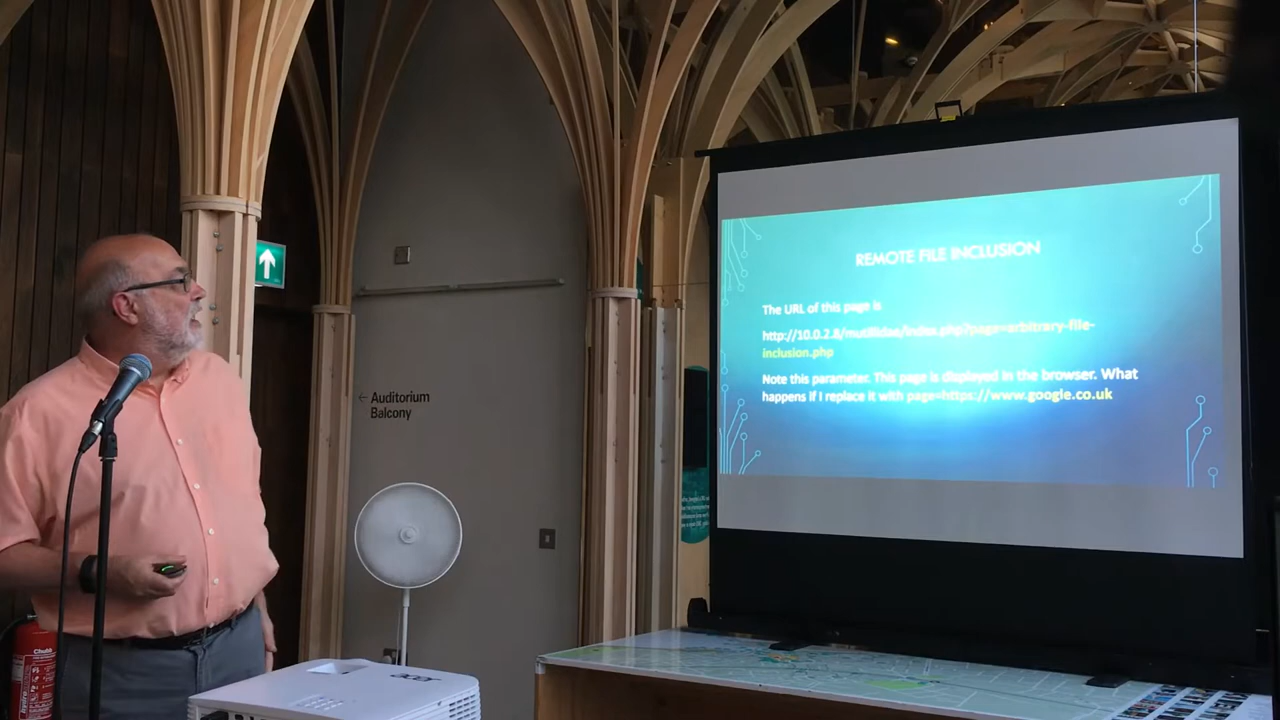 REMOTE FILE INCLUSION
The URL of this page is
http://10.0.2.8/mutillidae/index.php?page=arbitrary-file-
inclusion.php
Note this parameter. This page is displayed in the browser. What
happens if I replace it with page=https://www.google.co.uk
← Auditorium
Balcony
Chubb
acer